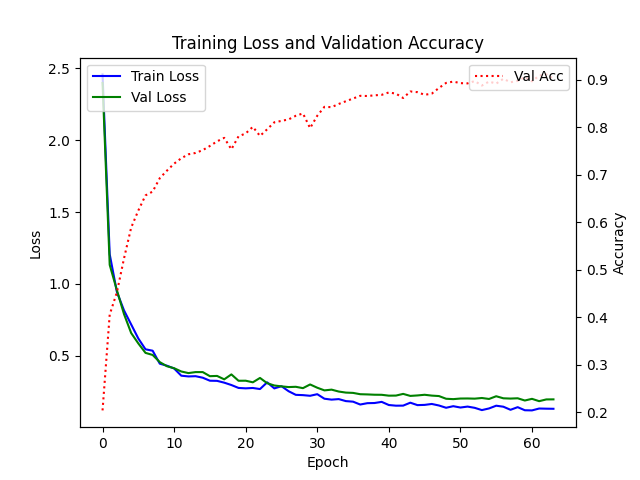 Training Loss and Validation Accuracy
Train Loss
Val Loss
Val Acc
2.5
2.0
1.5
1.0
0.5
Loss
0.9
0.8
0.7
0.6
0.5
0.4
0.3
0.2
Accuracy
0 10 20 30 40 50 60
Epoch